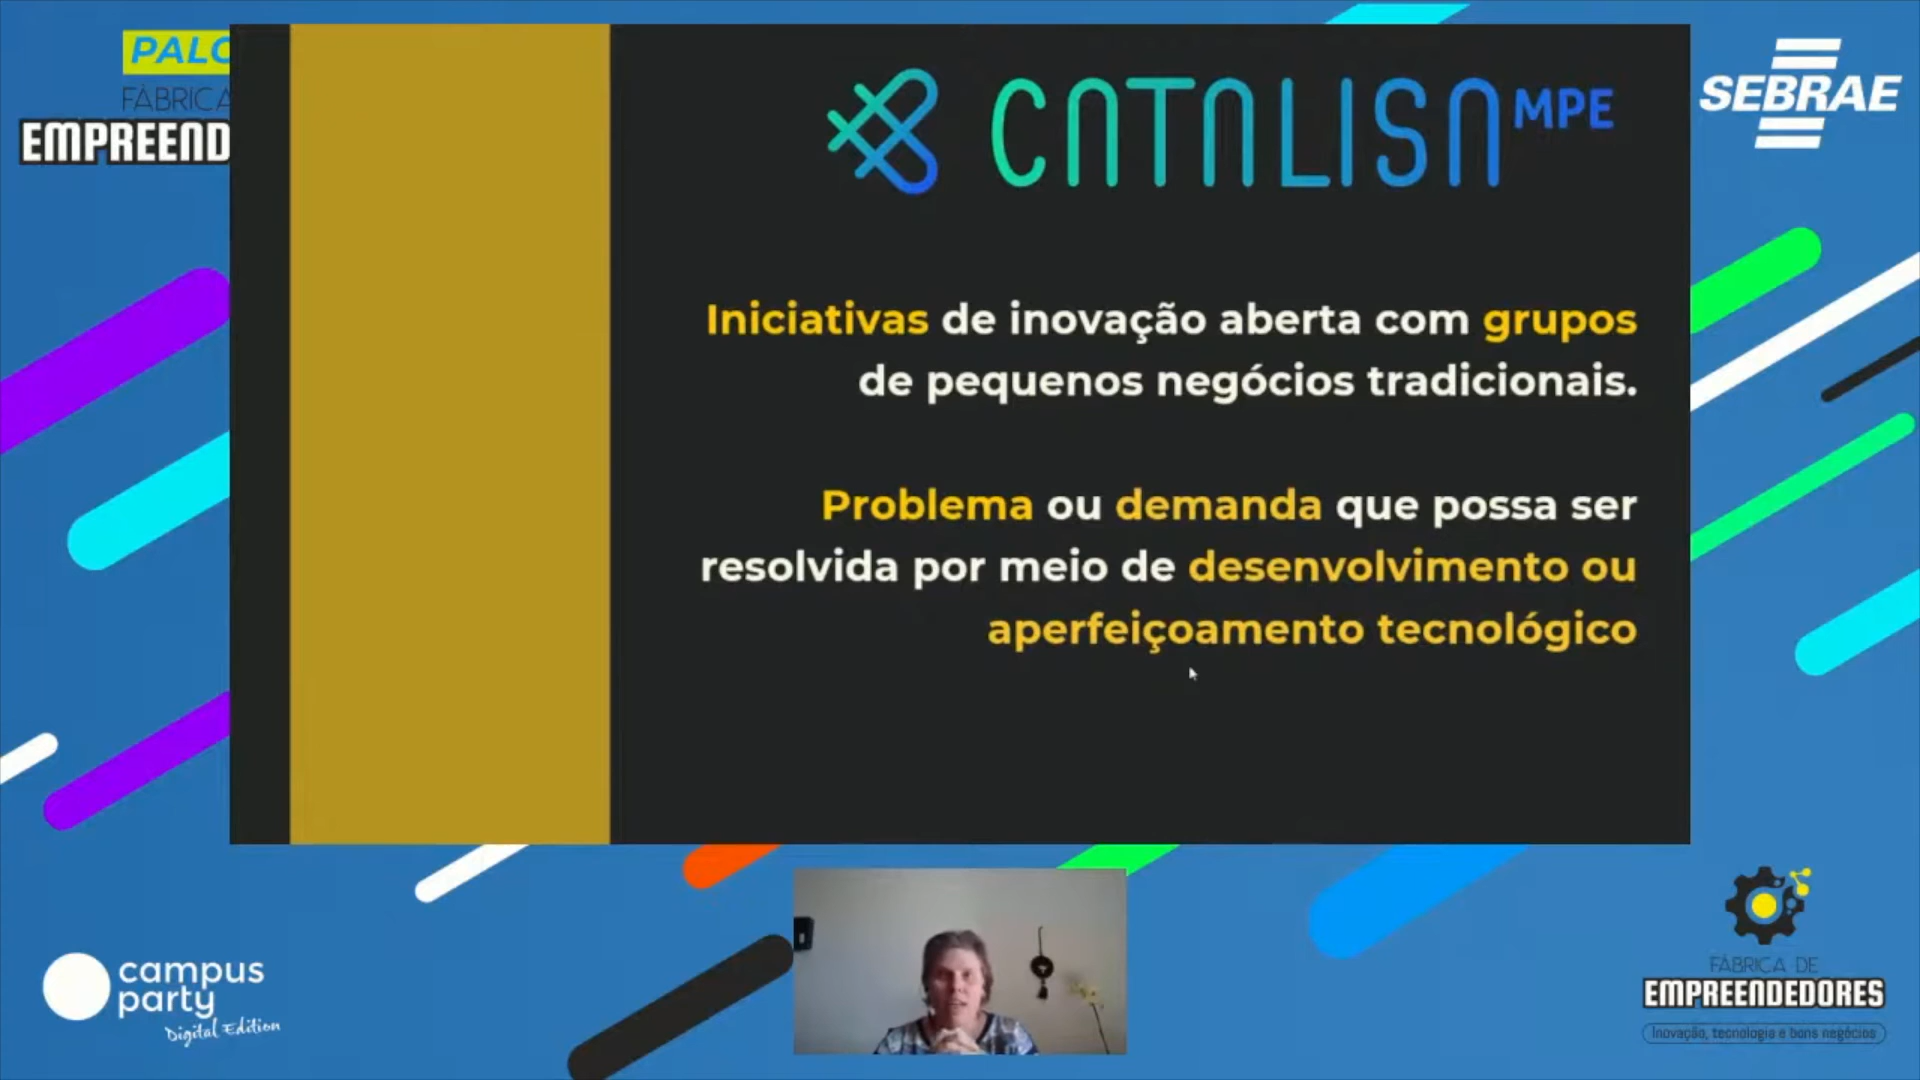 PALC
FÁBRICA
EMPREEND
CATALISA MPE
SEBRAE
Iniciativas de inovação aberta com grupos
de pequenos negócios tradicionais.
Problema ou demanda que possa ser
resolvida por meio de desenvolvimento ou
aperfeiçoamento tecnológico
campus
party
Digital Edition
FÁBRICA DE
EMPREENDEDORES
Inovação, tecnologia e bons negócios